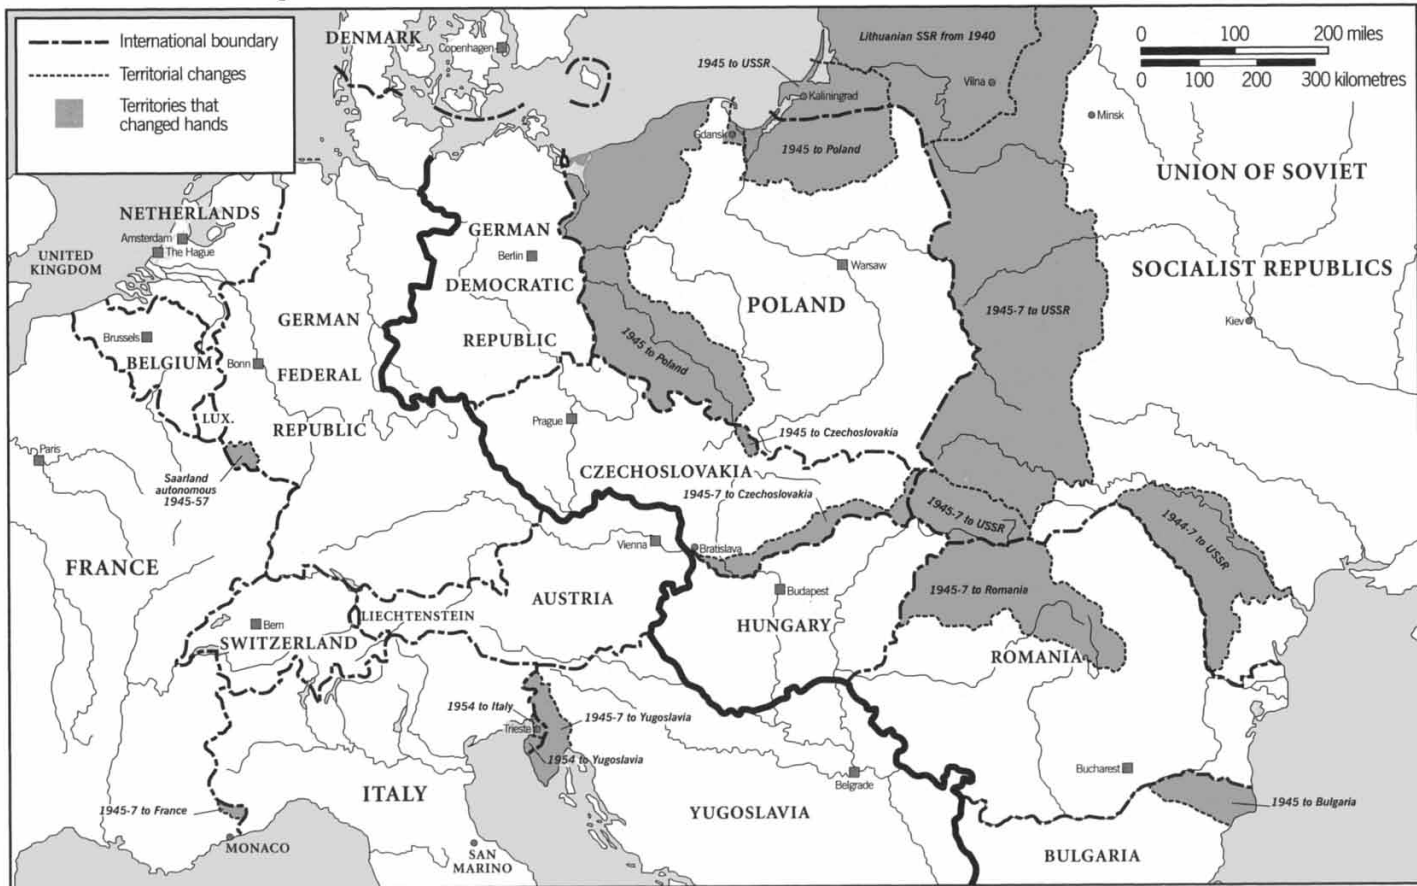 International boundary
Territorial changes
Territories that
changed hands
DENMARK
Copenhagen
Lithuanian SSR from 1940
0 100 200 miles
0 100 200 300 kilometres
1945 to USSR
Vilna
Kaliningrad
Minsk
Gdansk
1945 to Poland
UNION OF SOVIET
SOCIALIST REPUBLICS
NETHERLANDS
Amsterdam
The Hague
UNITED
KINGDOM
GERMAN
DEMOCRATIC
REPUBLIC
Berlin
Warsaw
POLAND
1945-7 to USSR
Kiev
GERMAN
FEDERAL
REPUBLIC
Brussels
BELGIUM
Bonn
LUX.
1945 to Poland
Prague
1945 to Czechoslovakia
Paris
Saarland
autonomous
1945-57
CZECHOSLOVAKIA
1945-7 to Czechoslovakia
1945-7 to USSR
1944-7 to USSR
Vienna
Bratislava
FRANCE
AUSTRIA
Budapest
1945-7 to Romania
LIECHTENSTEIN
Bern
SWITZERLAND
HUNGARY
ROMANIA
1954 to Italy
1945-7 to Yugoslavia
Trieste
1954 to Yugoslavia
Belgrade
Bucharest
ITALY
1945-7 to France
YUGOSLAVIA
1945 to Bulgaria
MONACO
SAN
MARINO
BULGARIA